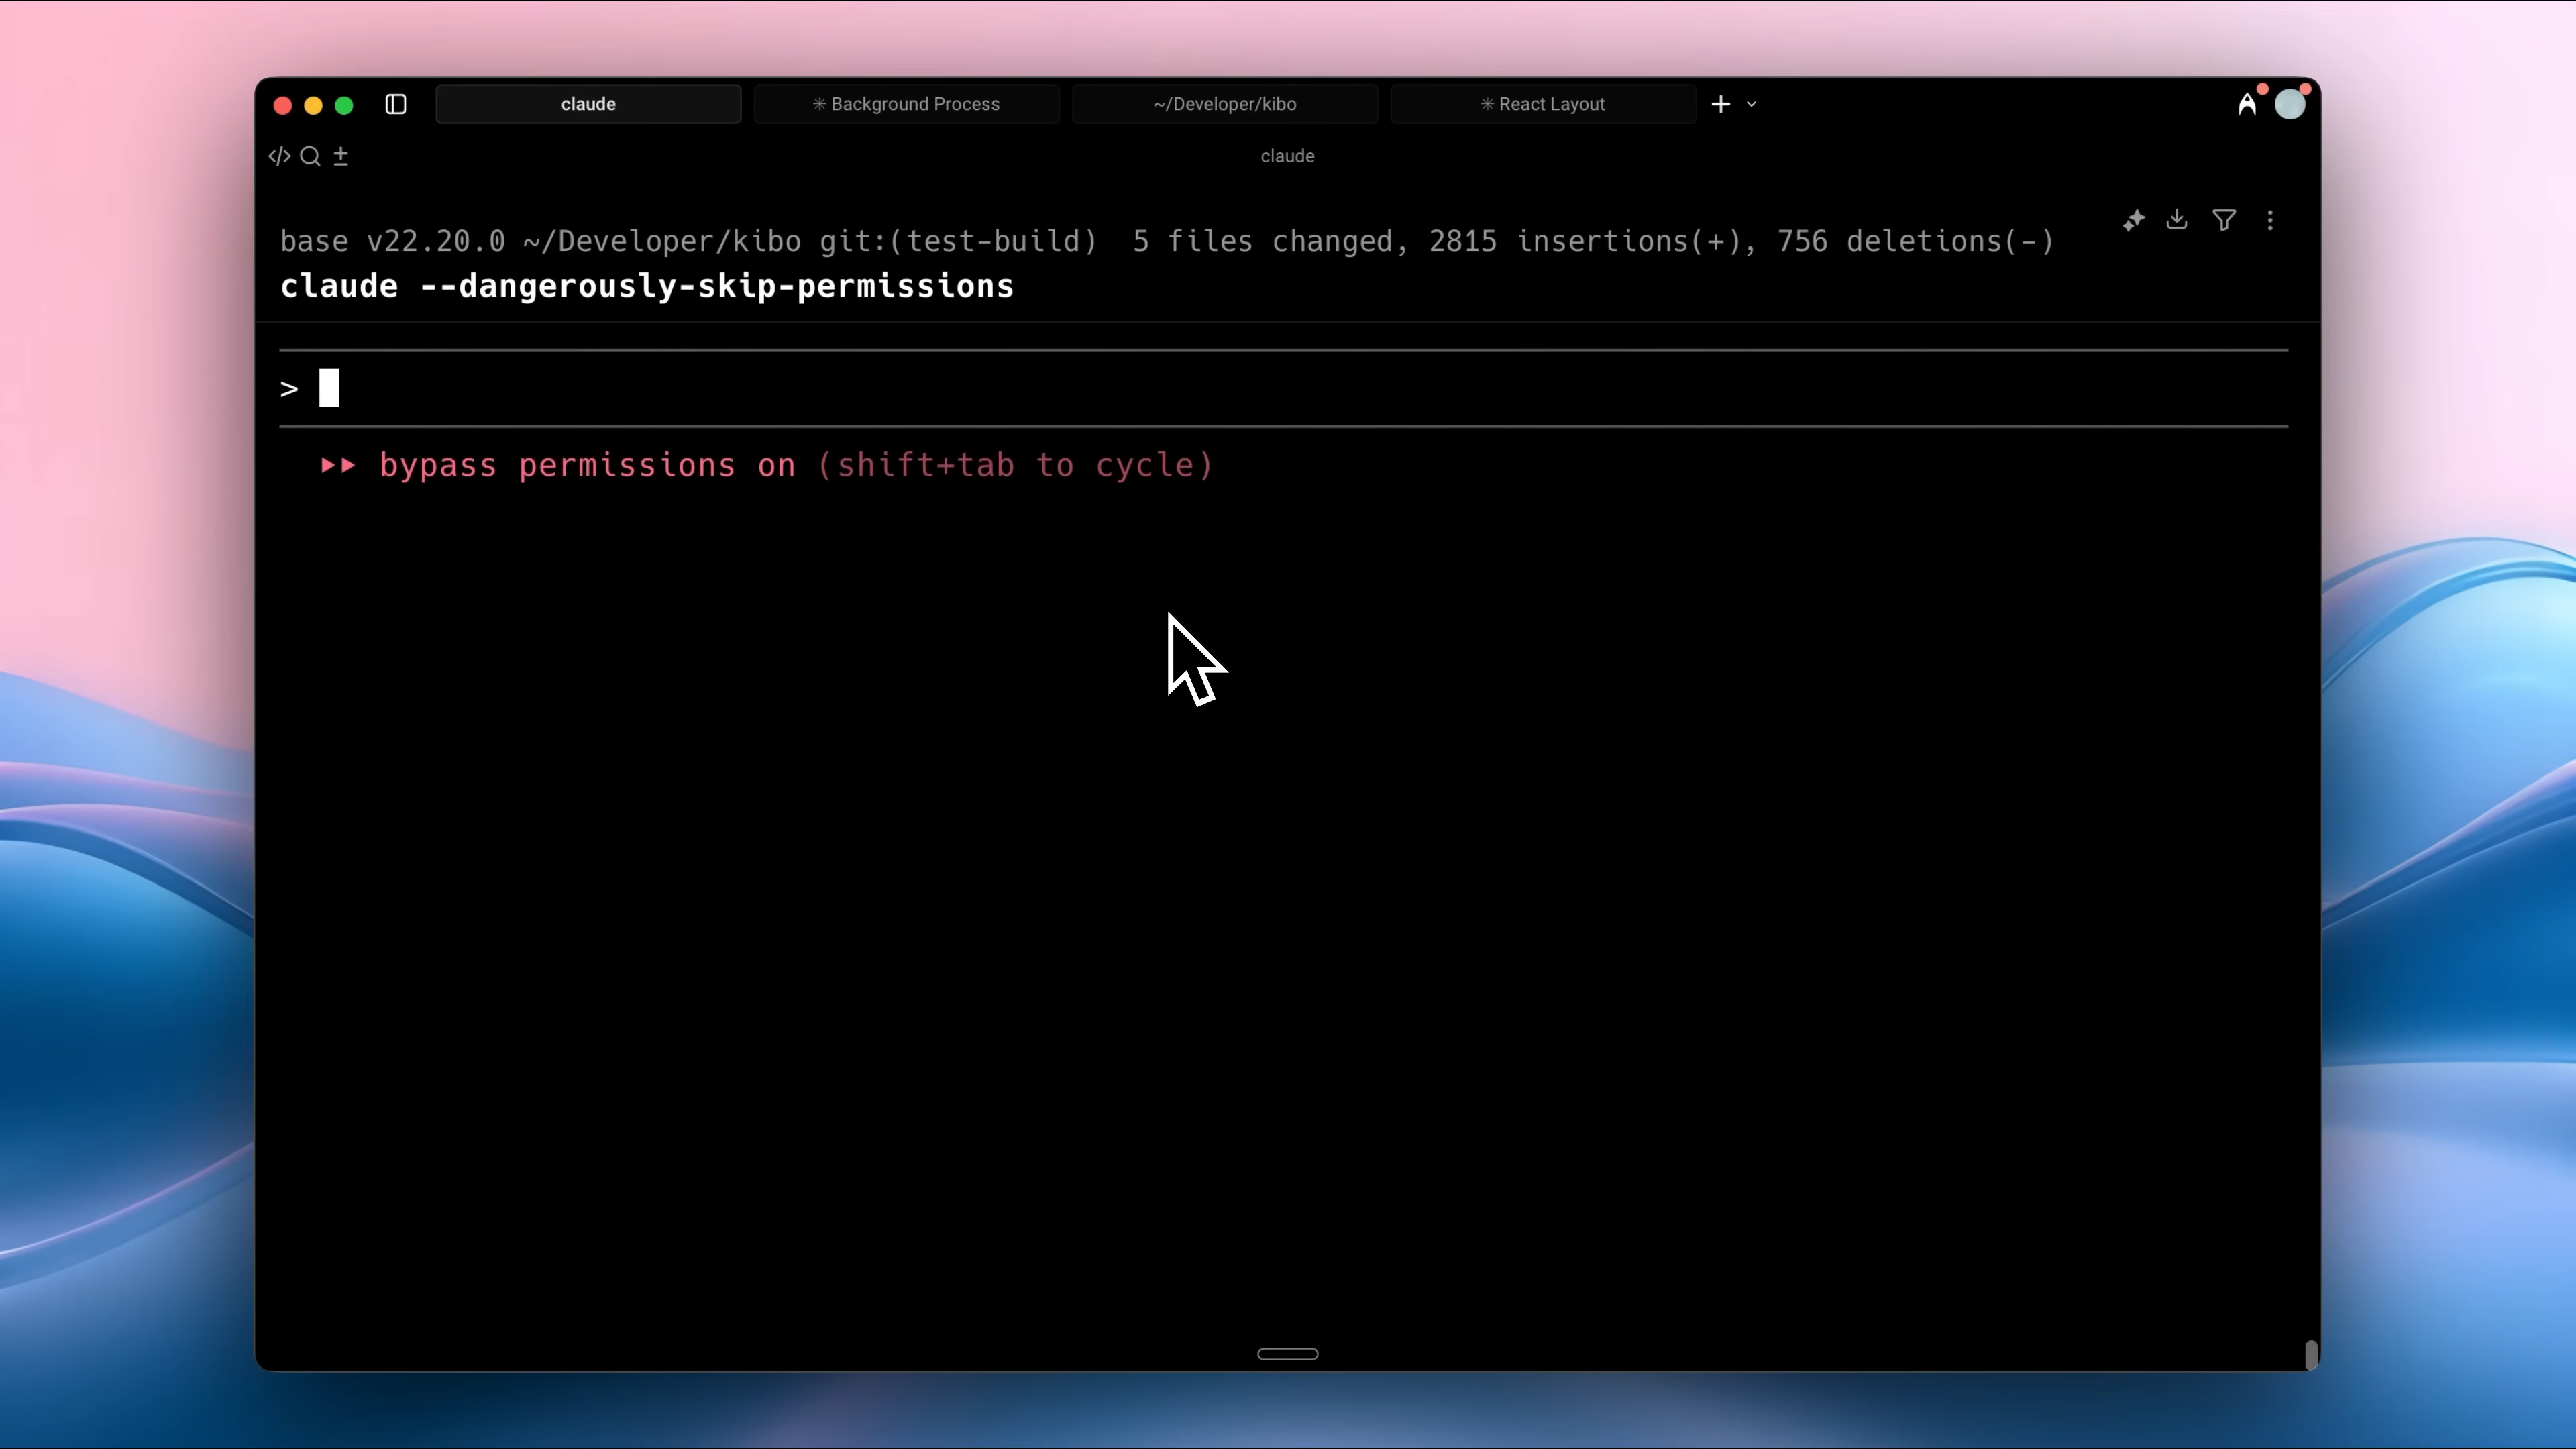 claude
✳ Background Process
~/Developer/kibo
✳ React Layout
claude
base v22.20.0 ~/Developer/kibo git:(test-build) 5 files changed, 2815 insertions(+), 756 deletions(-)
claude --dangerously-skip-permissions
>
bypass permissions on (shift+tab to cycle)